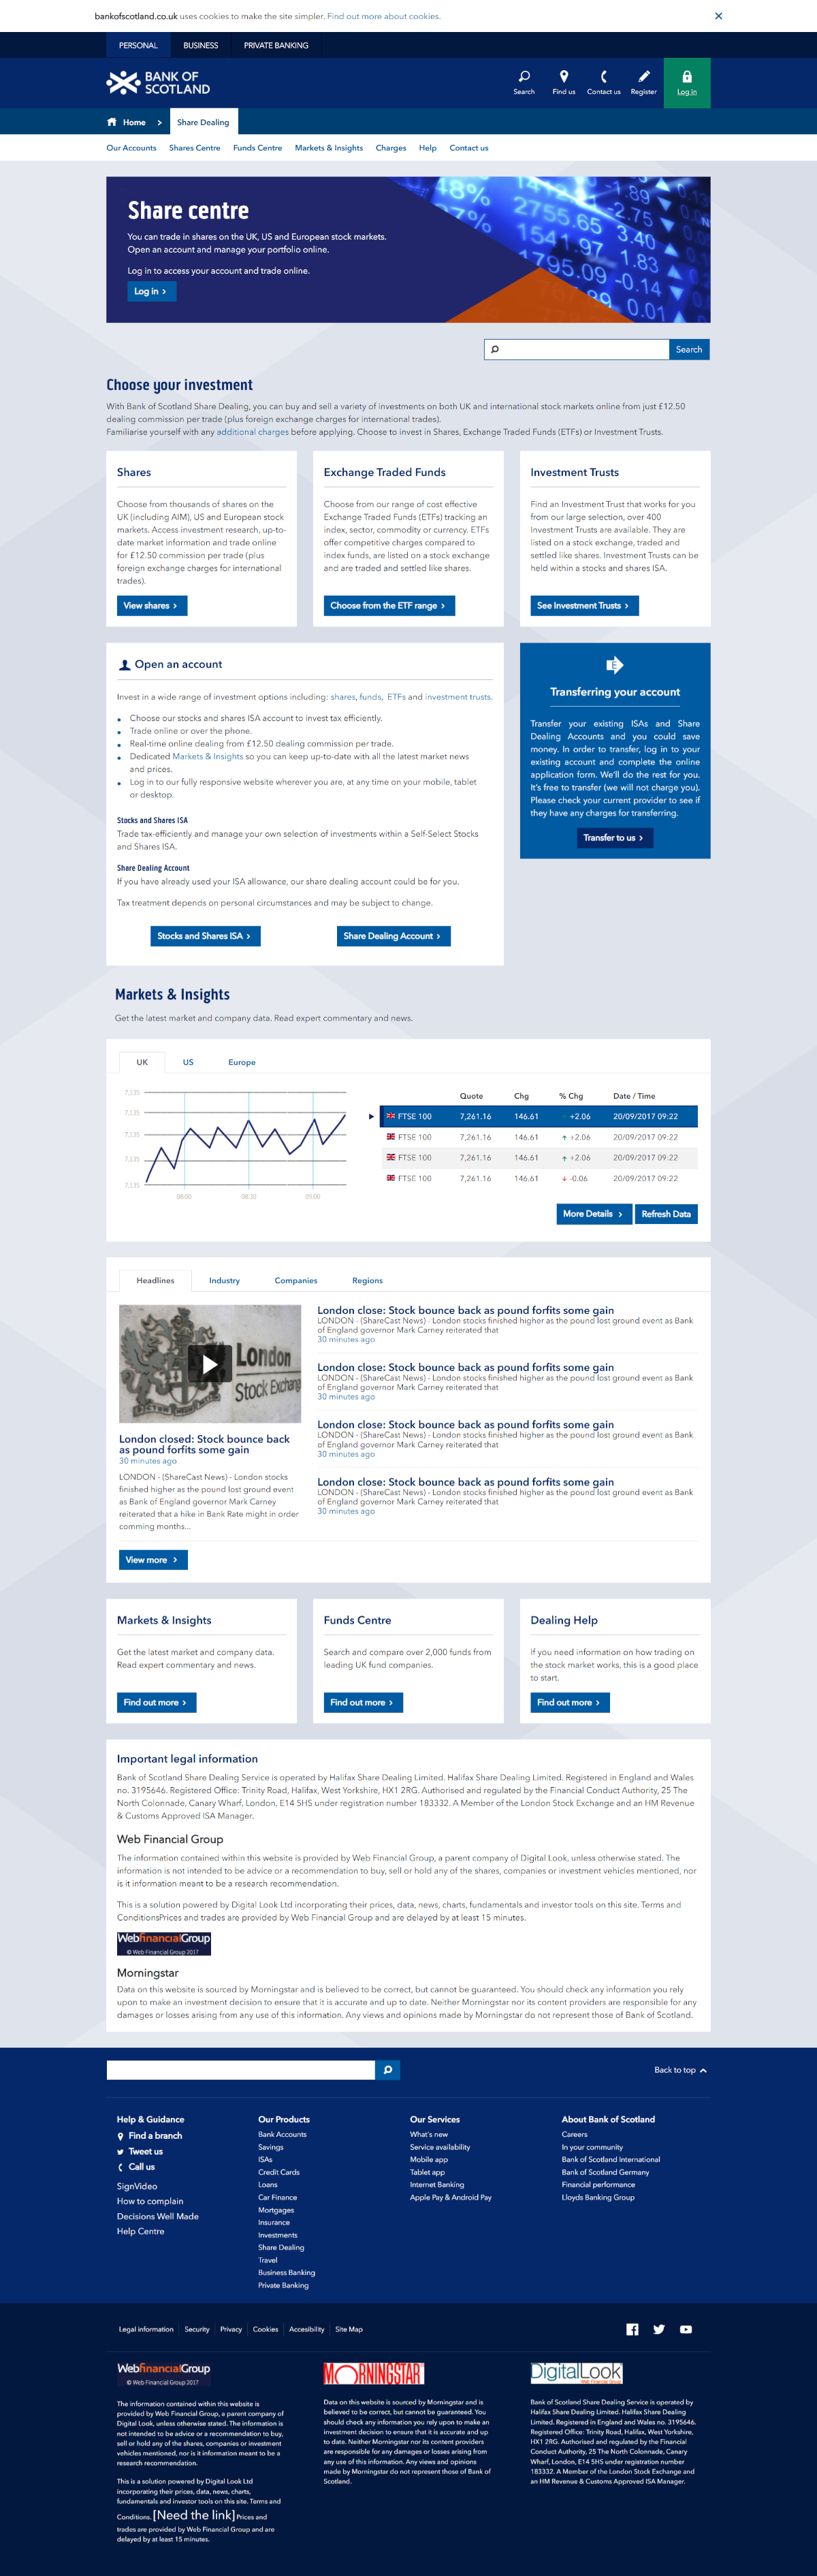 bankofscotland.co.uk uses cookies to make the site simpler. Find out more about cookies.
PERSONAL BUSINESS PRIVATE BANKING
BANK OF
SCOTLAND
Search Find us Contact us Register Log in
Home > Share Dealing
Our Accounts Shares Centre Funds Centre Markets & Insights Charges Help Contact us
Share centre
You can trade in shares on the UK, US and European stock markets.
Open an account and manage your portfolio online.
Log in to access your account and trade online.
Log in >
Search
Choose your investment
With Bank of Scotland Share Dealing, you can buy and sell a variety of investments on both UK and international stock markets online from just £12.50
dealing commission per trade (plus foreign exchange charges for international trades).
Familiarise yourself with any additional charges before applying. Choose to invest in Shares, Exchange Traded Funds (ETFs) or Investment Trusts.
Shares
Choose from thousands of shares on the
UK (including AIM), US and European stock
markets. Access investment research, up-to-
date market information and trade online
for £12.50 commission per trade (plus
foreign exchange charges for international
trades).
View shares >
Exchange Traded Funds
Choose from our range of cost effective
Exchange Traded Funds (ETFs) tracking an
index, sector, commodity or currency. ETFs
offer competitive charges compared to
index funds, are listed on a stock exchange
and are traded and settled like shares.
Choose from the ETF range >
Investment Trusts
Find an Investment Trust that works for you
from our large selection, over 400
Investment Trusts are available. They are
listed on a stock exchange, traded and
settled like shares. Investment Trusts can be
held within a stocks and shares ISA.
See Investment Trusts >
Open an account
Invest in a wide range of investment options including: shares, funds, ETFs and investment trusts.
Choose our stocks and shares ISA account to invest tax efficiently.
Trade online or over the phone.
Real-time online dealing from £12.50 dealing commission per trade.
Dedicated Markets & Insights so you can keep up-to-date with all the latest market news
and prices.
Log in to our fully responsive website wherever you are, at any time on your mobile, tablet
or desktop.
Stocks and Shares ISA
Trade tax-efficiently and manage your own selection of investments within a Self-Select Stocks
and Shares ISA.
Share Dealing Account
If you have already used your ISA allowance, our share dealing account could be for you.
Tax treatment depends on personal circumstances and may be subject to change.
Stocks and Shares ISA > Share Dealing Account >
Transferring your account
Transfer your existing ISAs and Share
Dealing Accounts and you could save
money. In order to transfer, log in to your
existing account and complete the online
application form. We'll do the rest for you.
It's free to transfer (we will not charge you).
Please check your current provider to see if
they have any charges for transferring.
Transfer to us >
Markets & Insights
Get the latest market and company data. Read expert commentary and news.
UK US Europe
7,135
7,135
7,135
7,135
7,135
08:00 08:30 09:00
Quote Chg % Chg Date / Time
FTSE 100 7,261.16 146.61 +2.06 20/09/2017 09:22
FTSE 100 7,261.16 146.61 +2.06 20/09/2017 09:22
FTSE 100 7,261.16 146.61 +2.06 20/09/2017 09:22
FTSE 100 7,261.16 146.61 -0.06 20/09/2017 09:22
More Details > Refresh Data
Headlines Industry Companies Regions
London
Stock Exchange
London closed: Stock bounce back
as pound forfits some gain
30 minutes ago
LONDON - (ShareCast News) - London stocks
finished higher as the pound lost ground event
as Bank of England governor Mark Carney
reiterated that a hike in Bank Rate might in order
comming months...
London close: Stock bounce back as pound forfits some gain
LONDON - (ShareCast News) - London stocks finished higher as the pound lost ground event as Bank
of England governor Mark Carney reiterated that
30 minutes ago
London close: Stock bounce back as pound forfits some gain
LONDON - (ShareCast News) - London stocks finished higher as the pound lost ground event as Bank
of England governor Mark Carney reiterated that
30 minutes ago
London close: Stock bounce back as pound forfits some gain
LONDON - (ShareCast News) - London stocks finished higher as the pound lost ground event as Bank
of England governor Mark Carney reiterated that
30 minutes ago
London close: Stock bounce back as pound forfits some gain
LONDON - (ShareCast News) - London stocks finished higher as the pound lost ground event as Bank
of England governor Mark Carney reiterated that
30 minutes ago
View more >
Markets & Insights
Get the latest market and company data.
Read expert commentary and news.
Find out more >
Funds Centre
Search and compare over 2,000 funds from
leading UK fund companies.
Find out more >
Dealing Help
If you need information on how trading on
the stock market works, this is a good place
to start.
Find out more >
Important legal information
Bank of Scotland Share Dealing Service is operated by Halifax Share Dealing Limited. Halifax Share Dealing Limited. Registered in England and Wales
no. 3195646. Registered Office: Trinity Road, Halifax, West Yorkshire, HX1 2RG. Authorised and regulated by the Financial Conduct Authority, 25 The
North Colonnade, Canary Wharf, London, E14 5HS under registration number 183332. A Member of the London Stock Exchange and an HM Revenue
& Customs Approved ISA Manager.
Web Financial Group
The information contained within this website is provided by Web Financial Group, a parent company of Digital Look, unless otherwise stated. The
information is not intended to be advice or a recommendation to buy, sell or hold any of the shares, companies or investment vehicles mentioned, nor
is it information meant to be a research recommendation.
This is a solution powered by Digital Look Ltd incorporating their prices, data, news, charts, fundamentals and investor tools on this site. Terms and
ConditionsPrices and trades are provided by Web Financial Group and are delayed by at least 15 minutes.
WebfinancialGroup
© Web Financial Group 2017
Morningstar
Data on this website is sourced by Morningstar and is believed to be correct, but cannot be guaranteed. You should check any information you rely
upon to make an investment decision to ensure that it is accurate and up to date. Neither Morningstar nor its content providers are responsible for any
damages or losses arising from any use of this information. Any views and opinions made by Morningstar do not represent those of Bank of Scotland.
Back to top
Help & Guidance
Find a branch
Tweet us
Call us
SignVideo
How to complain
Decisions Well Made
Help Centre
Our Products
Bank Accounts
Savings
ISAs
Credit Cards
Loans
Car Finance
Mortgages
Insurance
Investments
Share Dealing
Travel
Business Banking
Private Banking
Our Services
What's new
Service availability
Mobile app
Tablet app
Internet Banking
Apple Pay & Android Pay
About Bank of Scotland
Careers
In your community
Bank of Scotland International
Bank of Scotland Germany
Financial performance
Lloyds Banking Group
Legal information Security Privacy Cookies Accesibility Site Map
WebfinancialGroup
© Web Financial Group 2017
The information contained within this website is
provided by Web Financial Group, a parent company of
Digital Look, unless otherwise stated. The information is
not intended to be advice or a recommendation to buy,
sell or hold any of the shares, companies or investment
vehicles mentioned, nor is it information meant to be a
research recommendation.
This is a solution powered by Digital Look Ltd
incorporating their prices, data, news, charts,
fundamentals and investor tools on this site. Terms and
Conditions. [Need the link] Prices and
trades are provided by Web Financial Group and are
delayed by at least 15 minutes.
MORNINGSTAR
Data on this website is sourced by Morningstar and is
believed to be correct, but cannot be guaranteed. You
should check any information you rely upon to make an
investment decision to ensure that it is accurate and up
to date. Neither Morningstar nor its content providers
are responsible for any damages or losses arising from
any use of this information. Any views and opinions
made by Morningstar do not represent those of Bank of
Scotland.
DigitalLook
Bank of Scotland Share Dealing Service is operated by
Halifax Share Dealing Limited. Halifax Share Dealing
Limited. Registered in England and Wales no. 3195646.
Registered Office: Trinity Road, Halifax, West Yorkshire,
HX1 2RG. Authorised and regulated by the Financial
Conduct Authority, 25 The North Colonnade, Canary
Wharf, London, E14 5HS under registration number
183332. A Member of the London Stock Exchange and
an HM Revenue & Customs Approved ISA Manager.